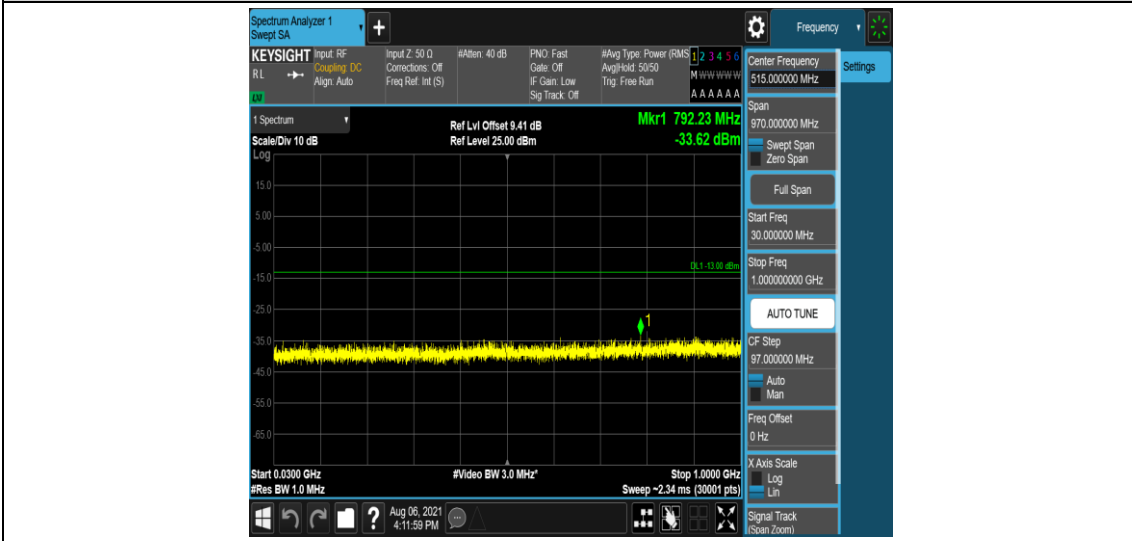 Spectrum Analyzer 1
Swept SA
+
Frequency
KEYSIGHT
RL
Input: RF
Coupling: DC
Align: Auto
Input Z: 50 Ω
Corrections: Off
Freq Ref: Int (S)
#Atten: 40 dB
PNO: Fast
Gate: Off
IF Gain: Low
Sig Track: Off
#Avg Type: Power (RMS
Avg|Hold: 50/50
Trig: Free Run
1 2 3 4 5 6
M W W W W W
A A A A A A
1 Spectrum
Scale/Div 10 dB
Log
Ref Lvl Offset 9.41 dB
Ref Level 25.00 dBm
Mkr1 792.23 MHz
-33.62 dBm
15.0
5.00
-5.00
-15.0
-25.0
-35.0
-45.0
-55.0
-65.0
DL1 -13.00 dBm
1
Start 0.0300 GHz
#Res BW 1.0 MHz
#Video BW 3.0 MHz*
Stop 1.0000 GHz
Sweep ~2.34 ms (30001 pts)
?
Aug 06, 2021
4:11:59 PM
Center Frequency
515.000000 MHz
Span
970.000000 MHz
Swept Span
Zero Span
Full Span
Start Freq
30.000000 MHz
Stop Freq
1.000000000 GHz
AUTO TUNE
CF Step
97.000000 MHz
Auto
Man
Freq Offset
0 Hz
X Axis Scale
Log
Lin
Signal Track
(Span Zoom)
Settings